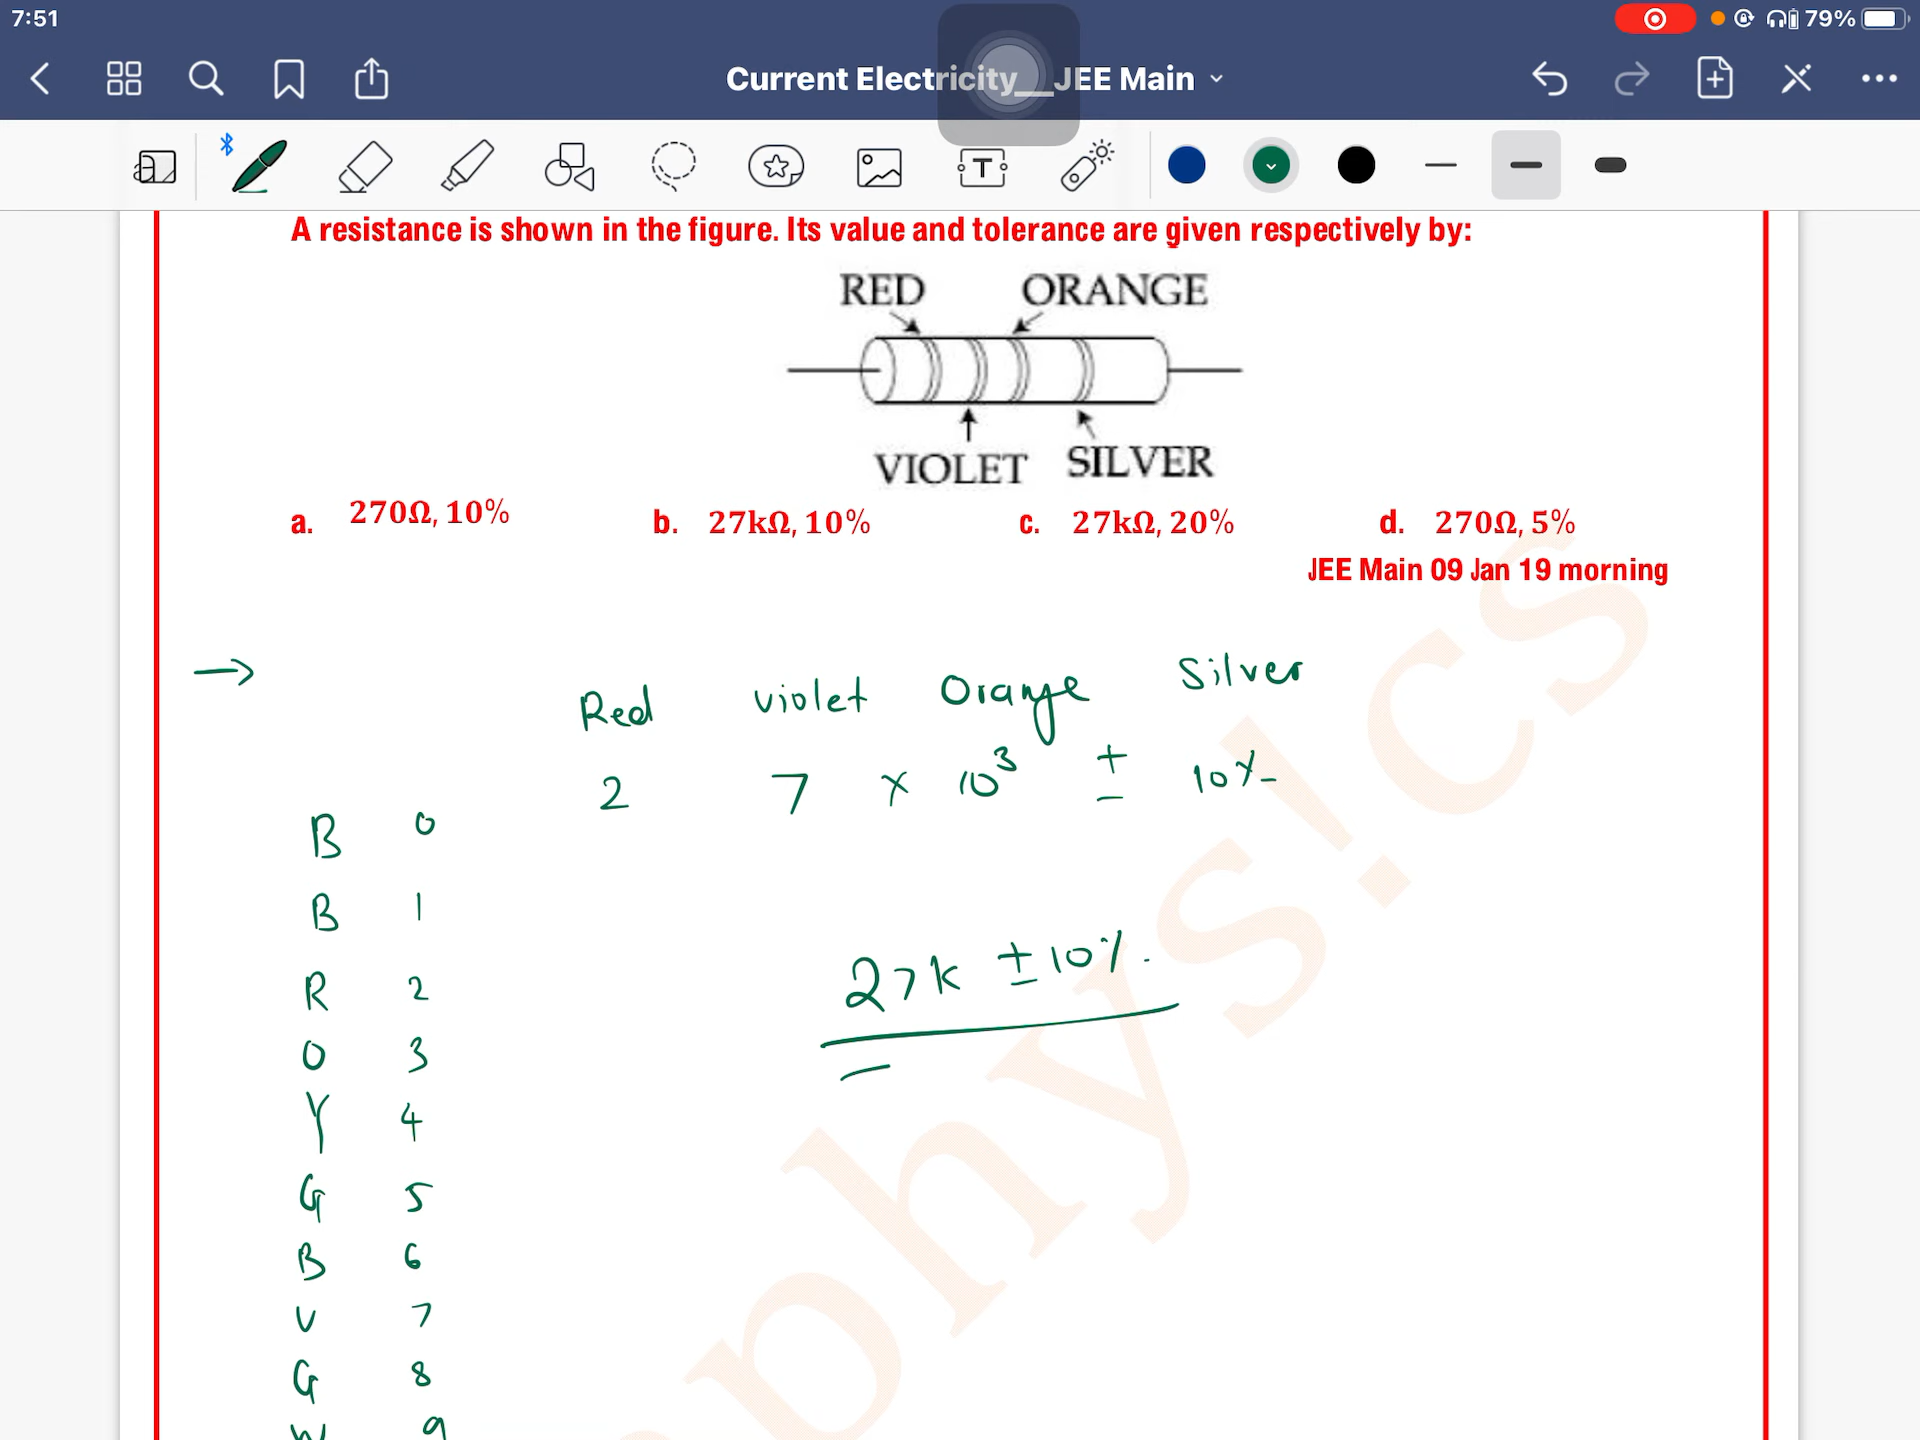 7:51
79%
Current Electricity__JEE Main
A resistance is shown in the figure. Its value and tolerance are given respectively by:
RED ORANGE
VIOLET SILVER
a. 270Ω, 10% b. 27kΩ, 10% c. 27kΩ, 20% d. 270Ω, 5%
JEE Main 09 Jan 19 morning
→ Red violet Orange Silver
2 7 × 10³ ± 10%
B 0
B 1
27k ± 10%.
R 2
O 3
Y 4
G 5
B 6
V 7
G 8
W 9
phys!cs